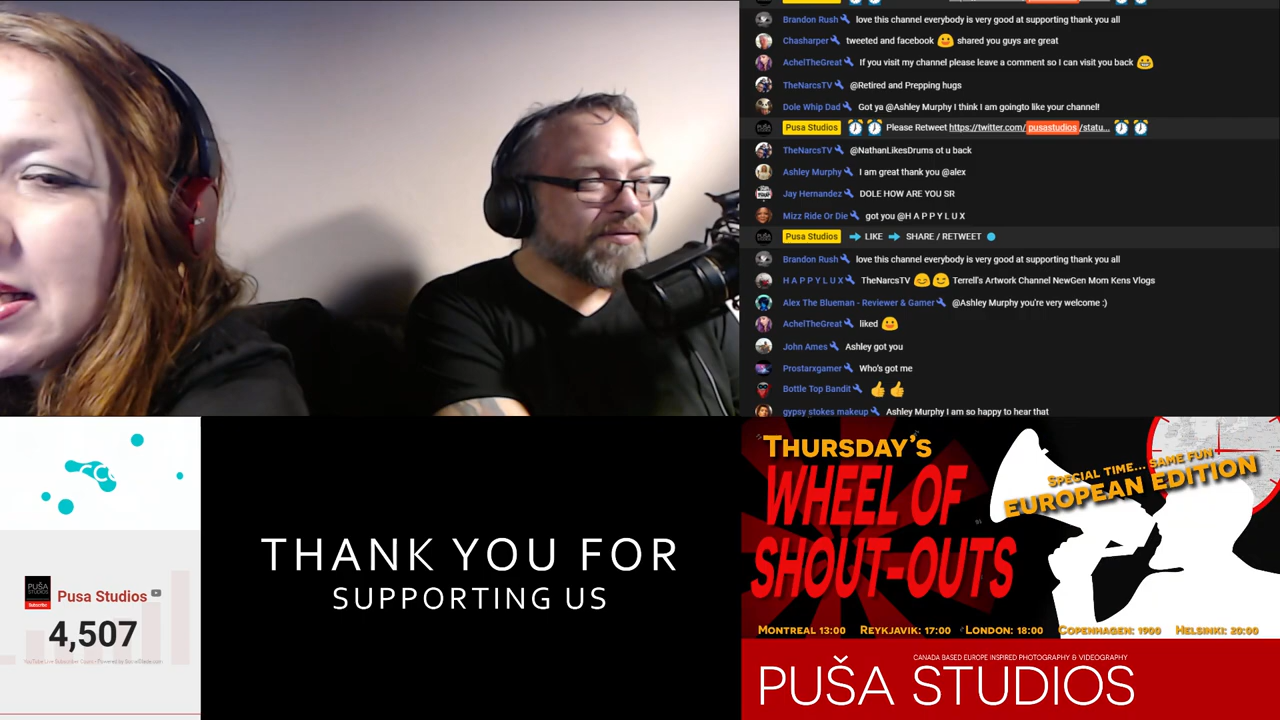 Brandon Rush love this channel everybody is very good at supporting thank you all
Chasharper tweeted and facebook shared you guys are great
AchelTheGreat If you visit my channel please leave a comment so I can visit you back
TheNarcsTV @Retired and Prepping hugs
Dole Whip Dad Got ya @Ashley Murphy I think I am goingto like your channel!
Pusa Studios Please Retweet https://twitter.com/pusastudios/statu...
TheNarcsTV @NathanLikesDrums ot u back
Ashley Murphy I am great thank you @alex
Jay Hernandez DOLE HOW ARE YOU SR
Mizz Ride Or Die got you @H A P P Y L U X
Pusa Studios LIKE SHARE / RETWEET
Brandon Rush love this channel everybody is very good at supporting thank you all
H A P P Y L U X TheNarcsTV Terrell's Artwork Channel NewGen Mom Kens Vlogs
Alex The Blueman - Reviewer & Gamer @Ashley Murphy you're very welcome :)
AchelTheGreat liked
John Ames Ashley got you
Prostarxgamer Who's got me
Bottle Top Bandit
gypsy stokes makeup Ashley Murphy I am so happy to hear that
PUŠA
STUDIOS
Subscribe
Pusa Studios
4,507
THANK YOU FOR
SUPPORTING US
THURSDAY'S
WHEEL OF
SHOUT-OUTS
SPECIAL TIME... SAME FUN
EUROPEAN EDITION
MONTREAL 13:00 REYKJAVIK: 17:00 LONDON: 18:00 COPENHAGEN: 1900 HELSINKI: 20:00
CANADA BASED EUROPE INSPIRED PHOTOGRAPHY & VIDEOGRAPHY
PUŠA STUDIOS